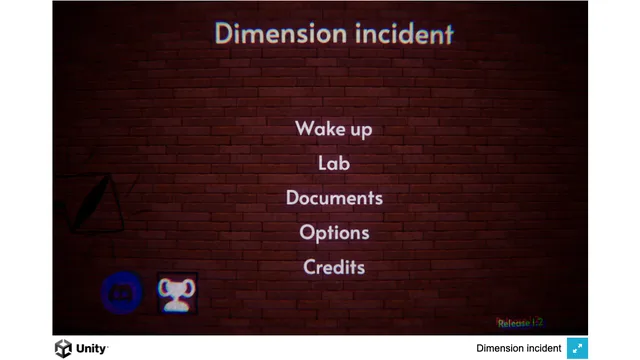 Dimension incident
Wake up
Lab
Documents
Options
Credits
Release 1.2
Unity
Dimension incident